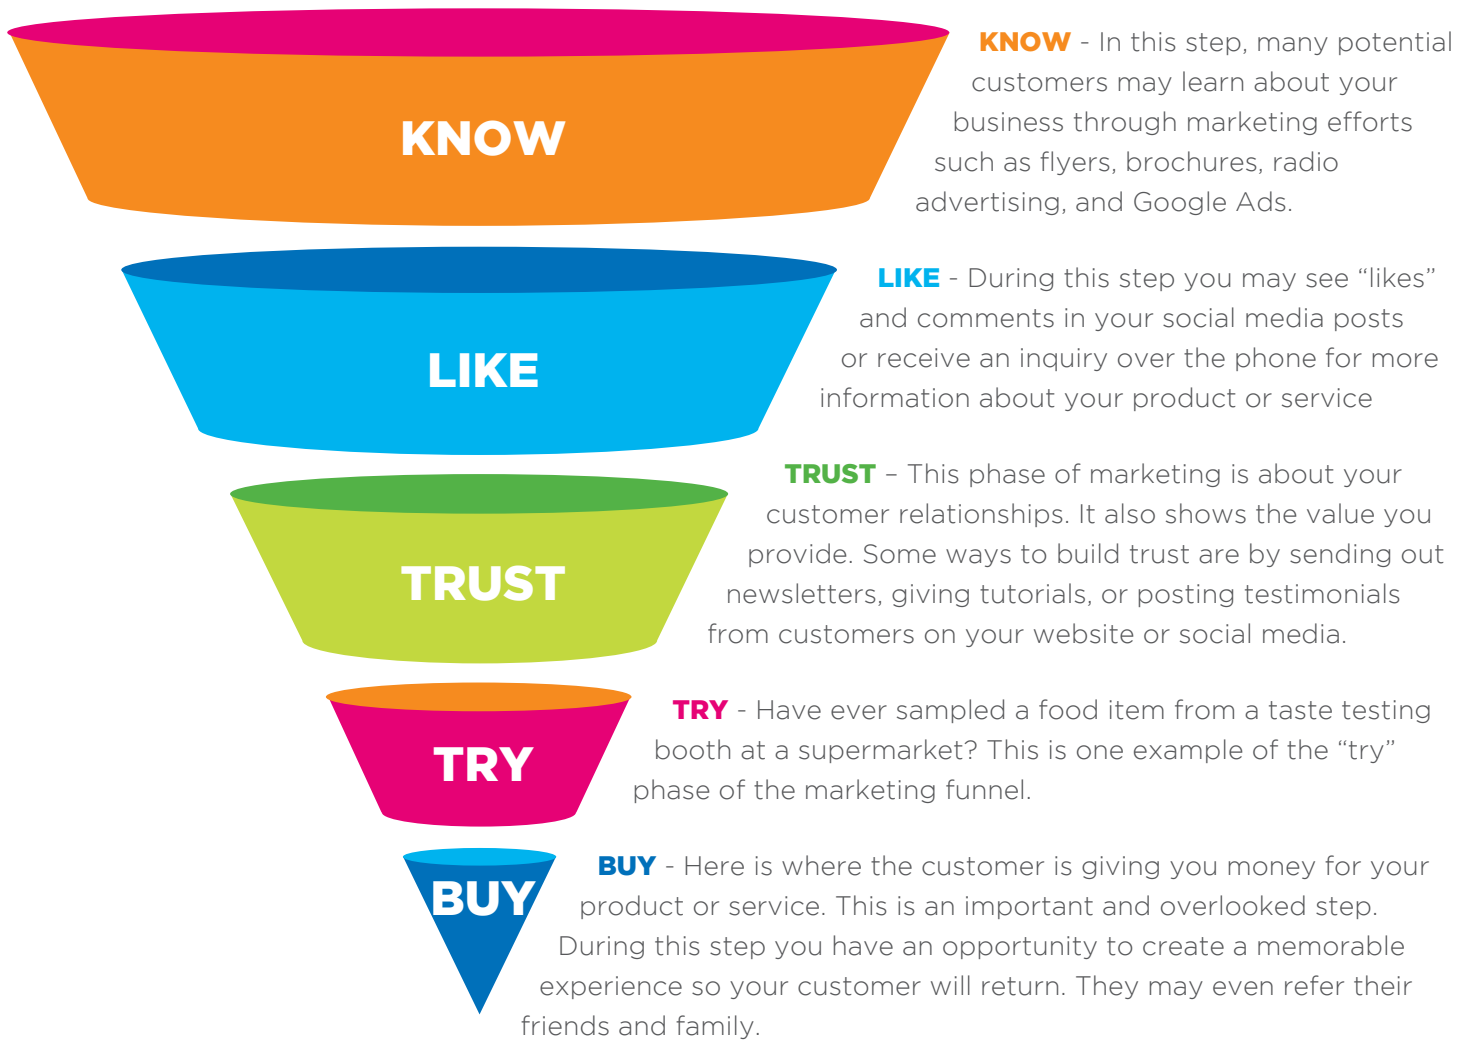 KNOW
KNOW - In this step, many potential
customers may learn about your
business through marketing efforts
such as flyers, brochures, radio
advertising, and Google Ads.
LIKE
LIKE - During this step you may see “likes”
and comments in your social media posts
or receive an inquiry over the phone for more
information about your product or service
TRUST
TRUST – This phase of marketing is about your
customer relationships. It also shows the value you
provide. Some ways to build trust are by sending out
newsletters, giving tutorials, or posting testimonials
from customers on your website or social media.
TRY
TRY - Have ever sampled a food item from a taste testing
booth at a supermarket? This is one example of the “try”
phase of the marketing funnel.
BUY
BUY - Here is where the customer is giving you money for your
product or service. This is an important and overlooked step.
During this step you have an opportunity to create a memorable
experience so your customer will return. They may even refer their
friends and family.